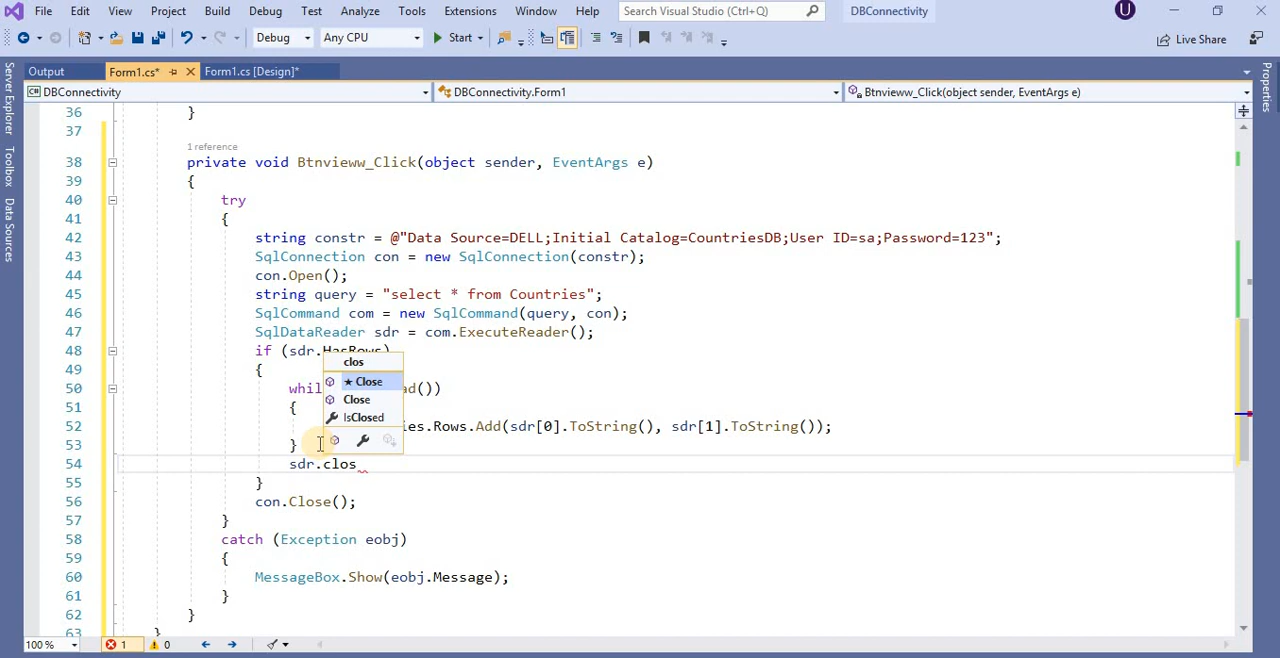 File Edit View Project Build Debug Test Analyze Tools Extensions Window Help Search Visual Studio (Ctrl+Q) DBConnectivity U
Debug Any CPU Start Live Share
Output Form1.cs* Form1.cs [Design]*
C# DBConnectivity DBConnectivity.Form1 Btnvieww_Click(object sender, EventArgs e)
Server Explorer
Toolbox
Data Sources
Properties
36 }
37
1 reference
38 private void Btnvieww_Click(object sender, EventArgs e)
39 {
40 try
41 {
42 string constr = @"Data Source=DELL;Initial Catalog=CountriesDB;User ID=sa;Password=123";
43 SqlConnection con = new SqlConnection(constr);
44 con.Open();
45 string query = "select * from Countries";
46 SqlCommand com = new SqlCommand(query, con);
47 SqlDataReader sdr = com.ExecuteReader();
48 if (sdr.HasRows)
clos
49 {
★ Close
50 whil ad())
Close
51 {
IsClosed
52 ies.Rows.Add(sdr[0].ToString(), sdr[1].ToString());
53 }
54 sdr.clos
55 }
56 con.Close();
57 }
58 catch (Exception eobj)
59 {
60 MessageBox.Show(eobj.Message);
61 }
62 }
63 }
100 % 1 0